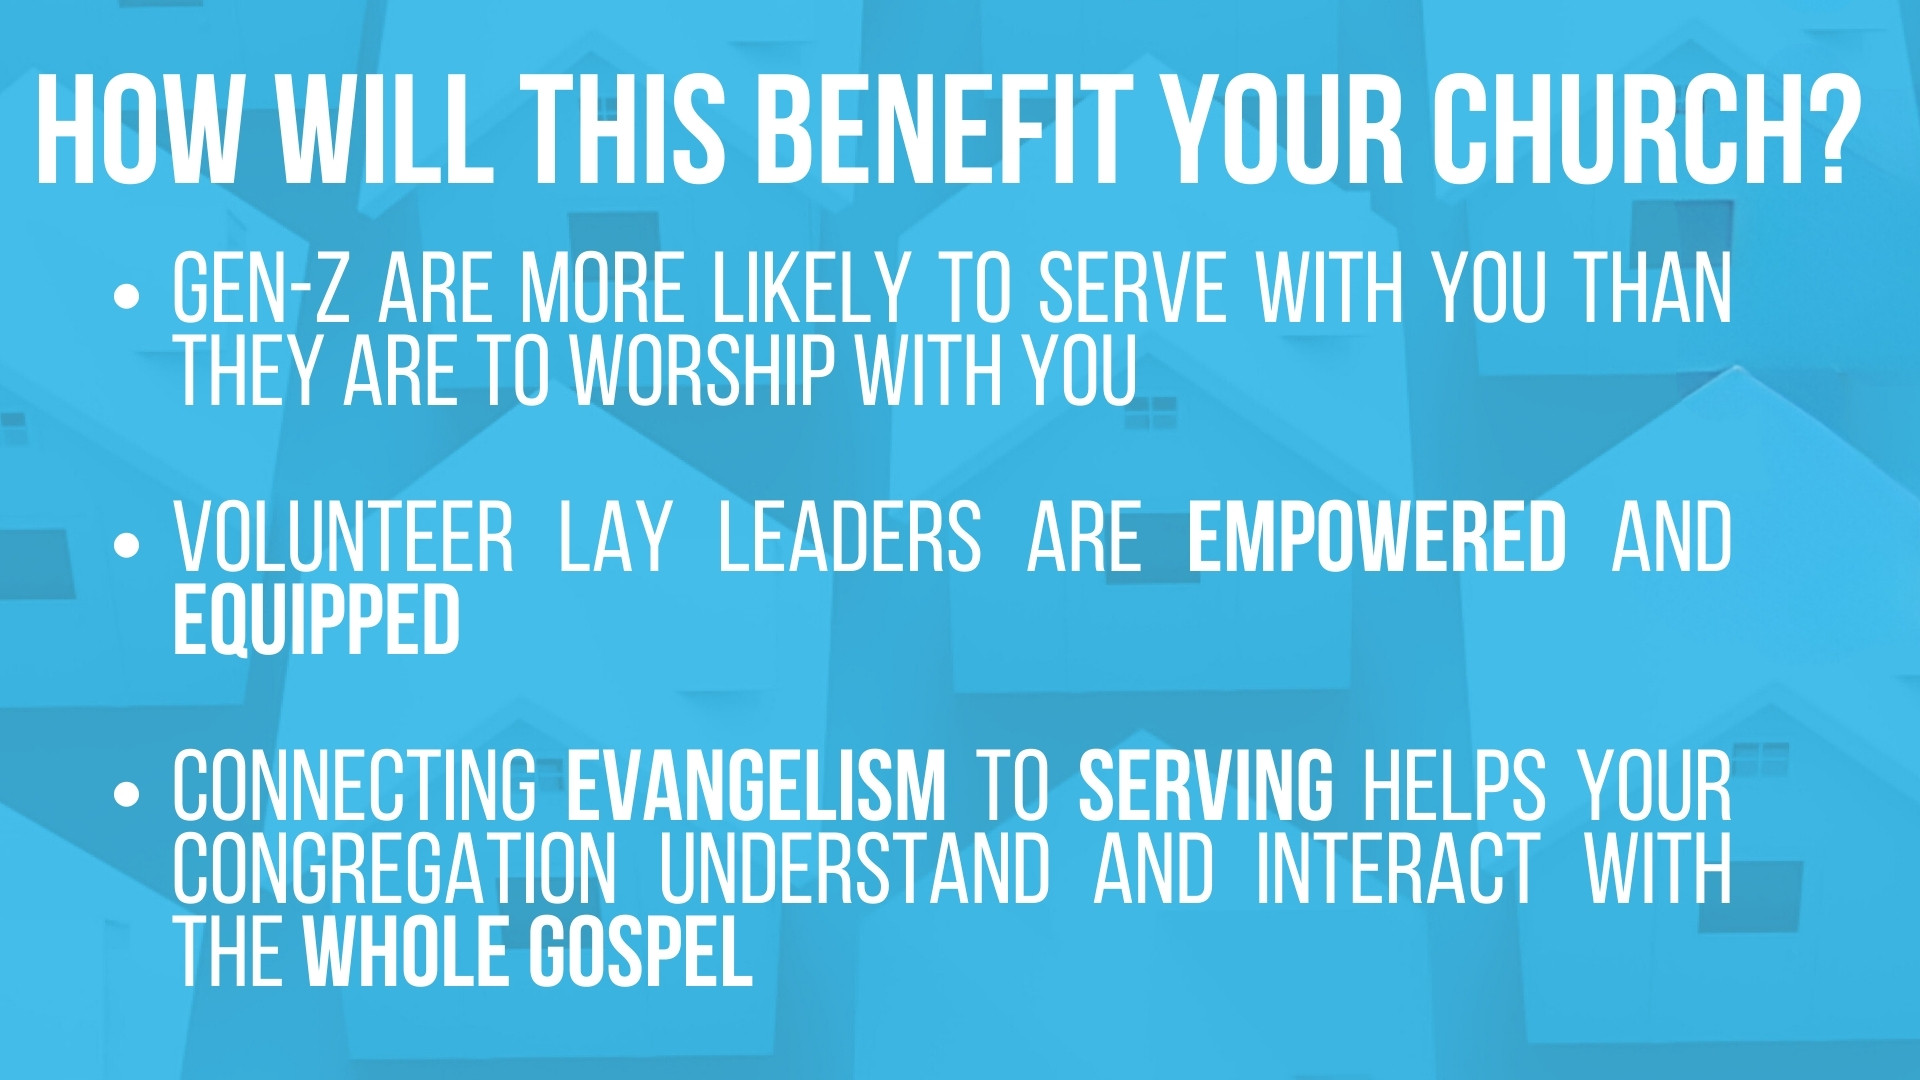 HOW WILL THIS BENEFIT YOUR CHURCH?
• GEN-Z ARE MORE LIKELY TO SERVE WITH YOU THAN
THEY ARE TO WORSHIP WITH YOU
• VOLUNTEER LAY LEADERS ARE EMPOWERED AND
EQUIPPED
• CONNECTING EVANGELISM TO SERVING HELPS YOUR
CONGREGATION UNDERSTAND AND INTERACT WITH
THE WHOLE GOSPEL